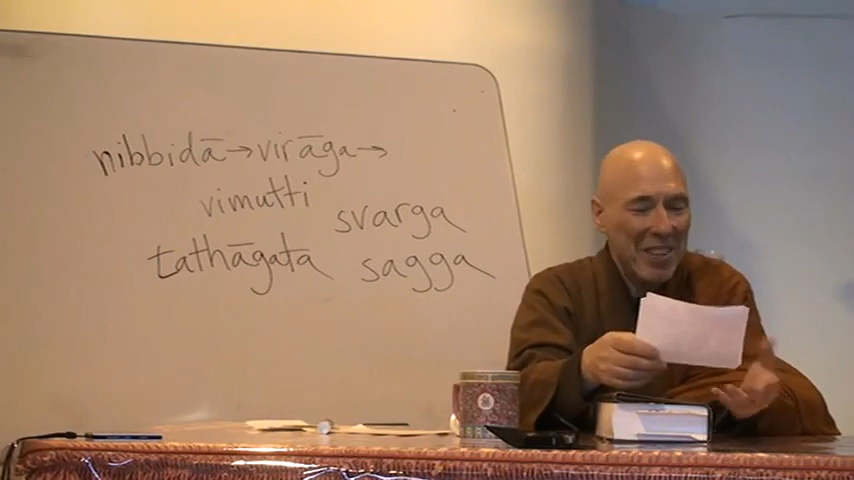 nibbidā→virāga→
vimutti
svarga
tathāgata
sagga